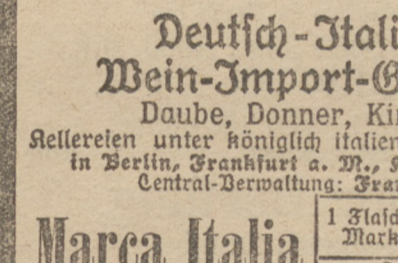 Deutsch-Itali
Wein-Import-G
Daube, Donner, Ki
Kellereien unter königlich italien
in Berlin, Frankfurt a. M.,
Central-Verwaltung: Fra
Marca Italia
1 Flasch
Mark